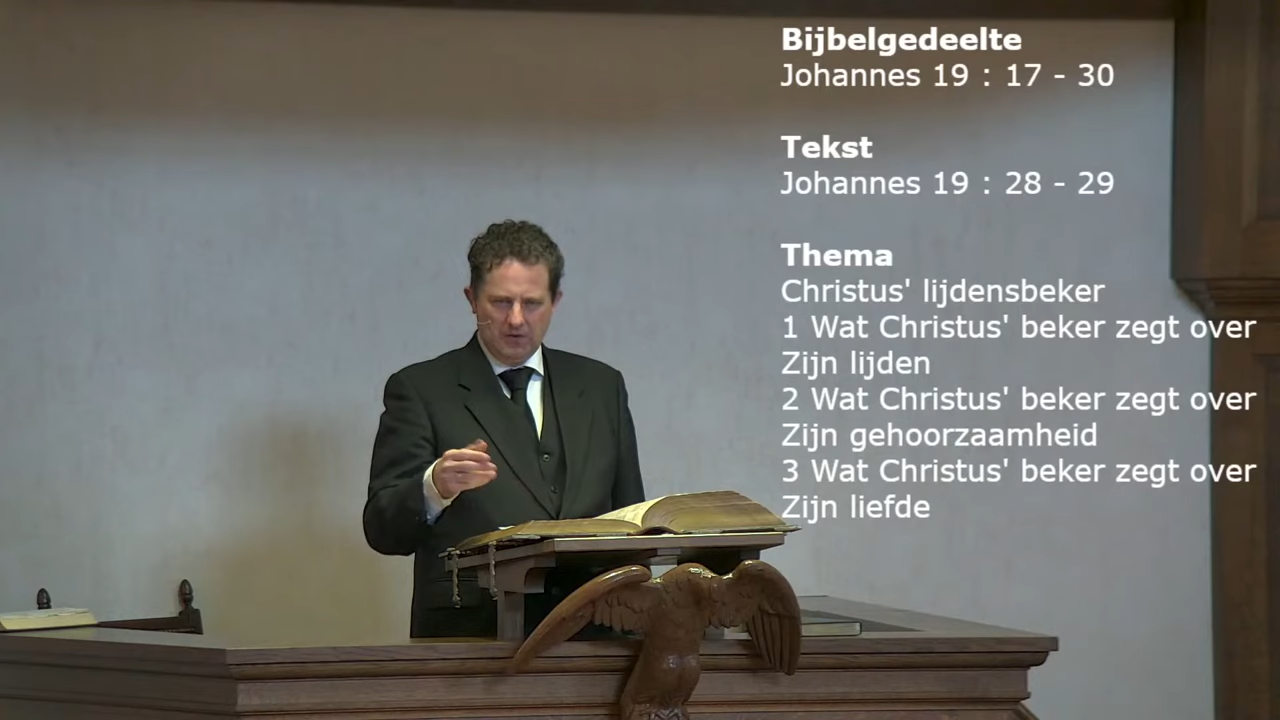 Bijbelgedeelte
Johannes 19 : 17 - 30
Tekst
Johannes 19 : 28 - 29
Thema
Christus' lijdensbeker
1 Wat Christus' beker zegt over
Zijn lijden
2 Wat Christus' beker zegt over
Zijn gehoorzaamheid
3 Wat Christus' beker zegt over
Zijn liefde